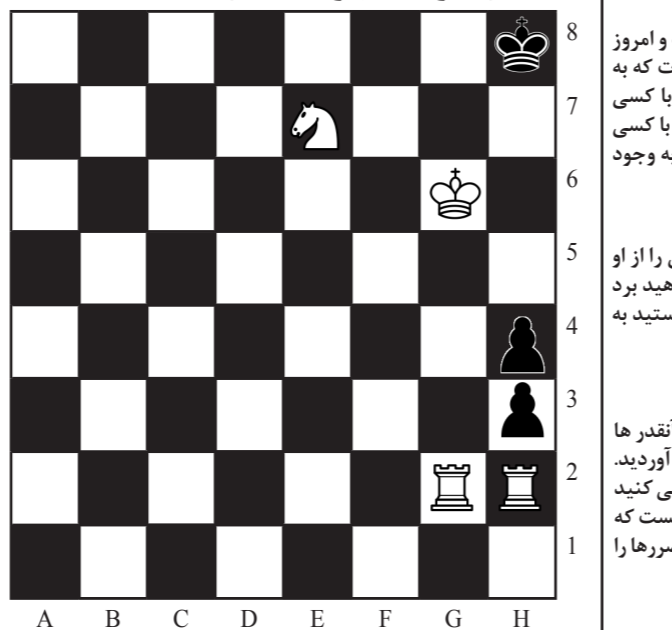 8
و امروز
ت که به
7
با کسی
با کسی
ه وجود
6
5
را از او
هید برد
ستید به
4
3
نقدر ها
آوردید.
2
ی کنید
ست که
1
ررها را
A B C D E F G H